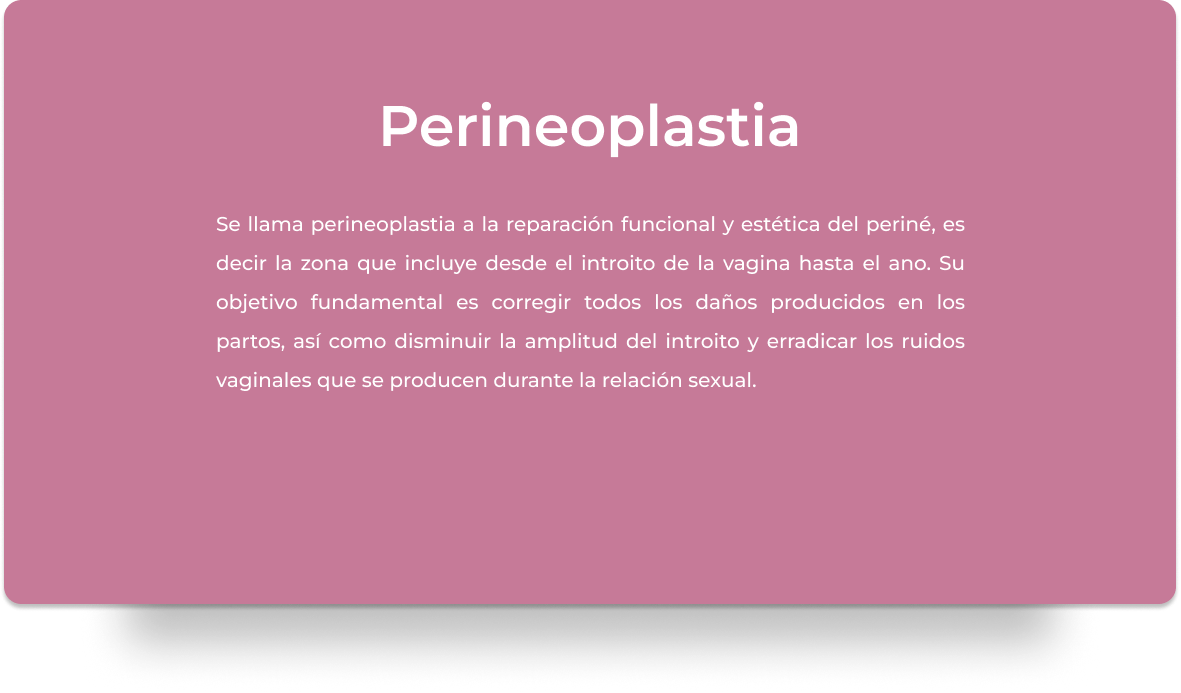 Perineoplastia
Se llama perineoplastia a la reparación funcional y estética del periné, es
decir la zona que incluye desde el introito de la vagina hasta el ano. Su
objetivo fundamental es corregir todos los daños producidos en los
partos, así como disminuir la amplitud del introito y erradicar los ruidos
vaginales que se producen durante la relación sexual.